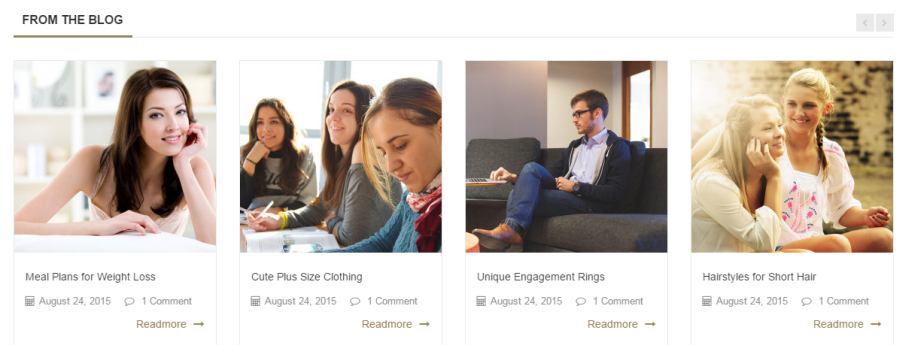 FROM THE BLOG
Meal Plans for Weight Loss
August 24, 2015 1 Comment
Readmore
Cute Plus Size Clothing
August 24, 2015 1 Comment
Readmore
Unique Engagement Rings
August 24, 2015 1 Comment
Readmore
Hairstyles for Short Hair
August 24, 2015 1 Comment
Readmore